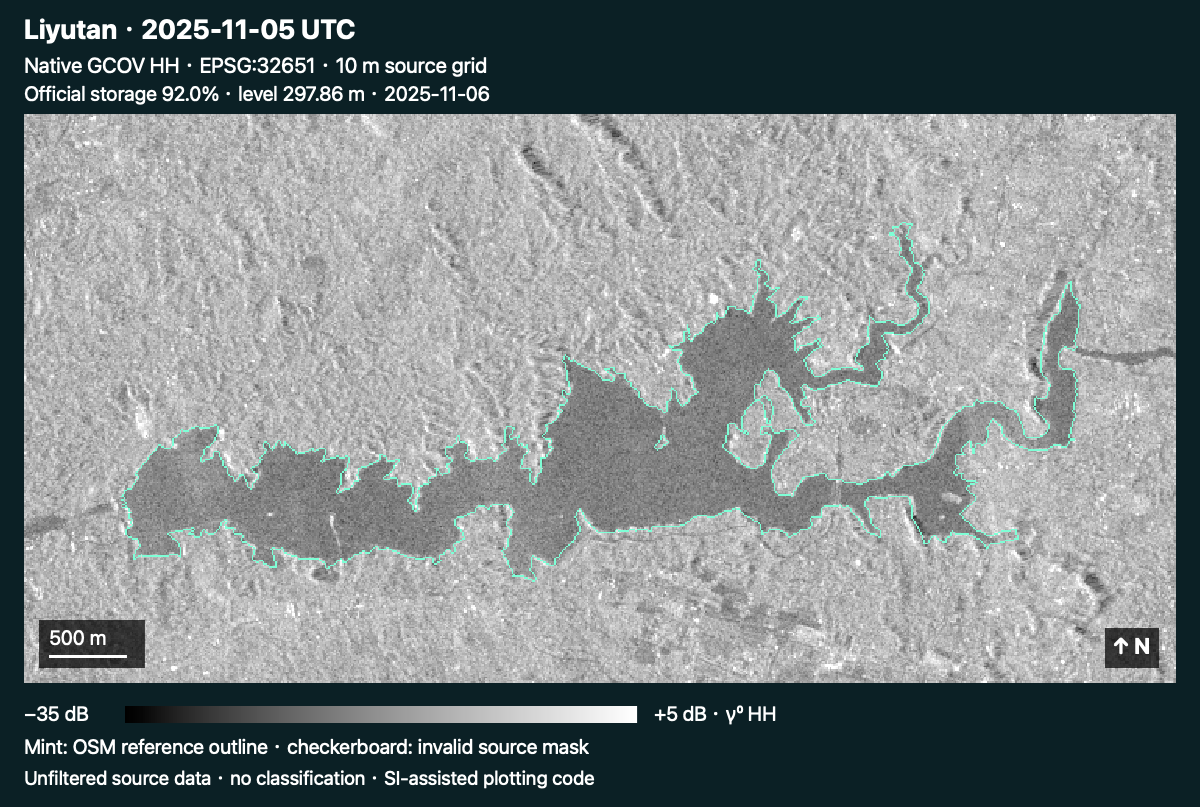 Liyutan · 2025-11-05 UTC
Native GCOV HH · EPSG:32651 · 10 m source grid
Official storage 92.0% · level 297.86 m · 2025-11-06
500 m
↑ N
−35 dB
+5 dB · γ⁰ HH
Mint: OSM reference outline · checkerboard: invalid source mask
Unfiltered source data · no classification · SI-assisted plotting code